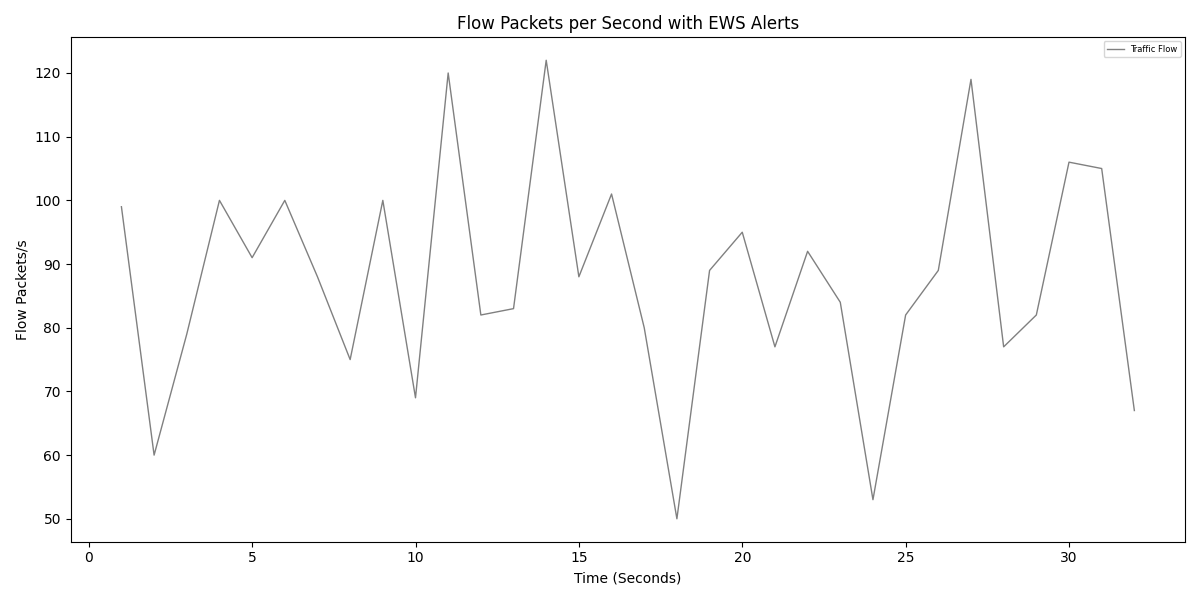 Flow Packets per Second with EWS Alerts
Traffic Flow
Flow Packets/s
120
110
100
90
80
70
60
50
0 5 10 15 20 25 30
Time (Seconds)